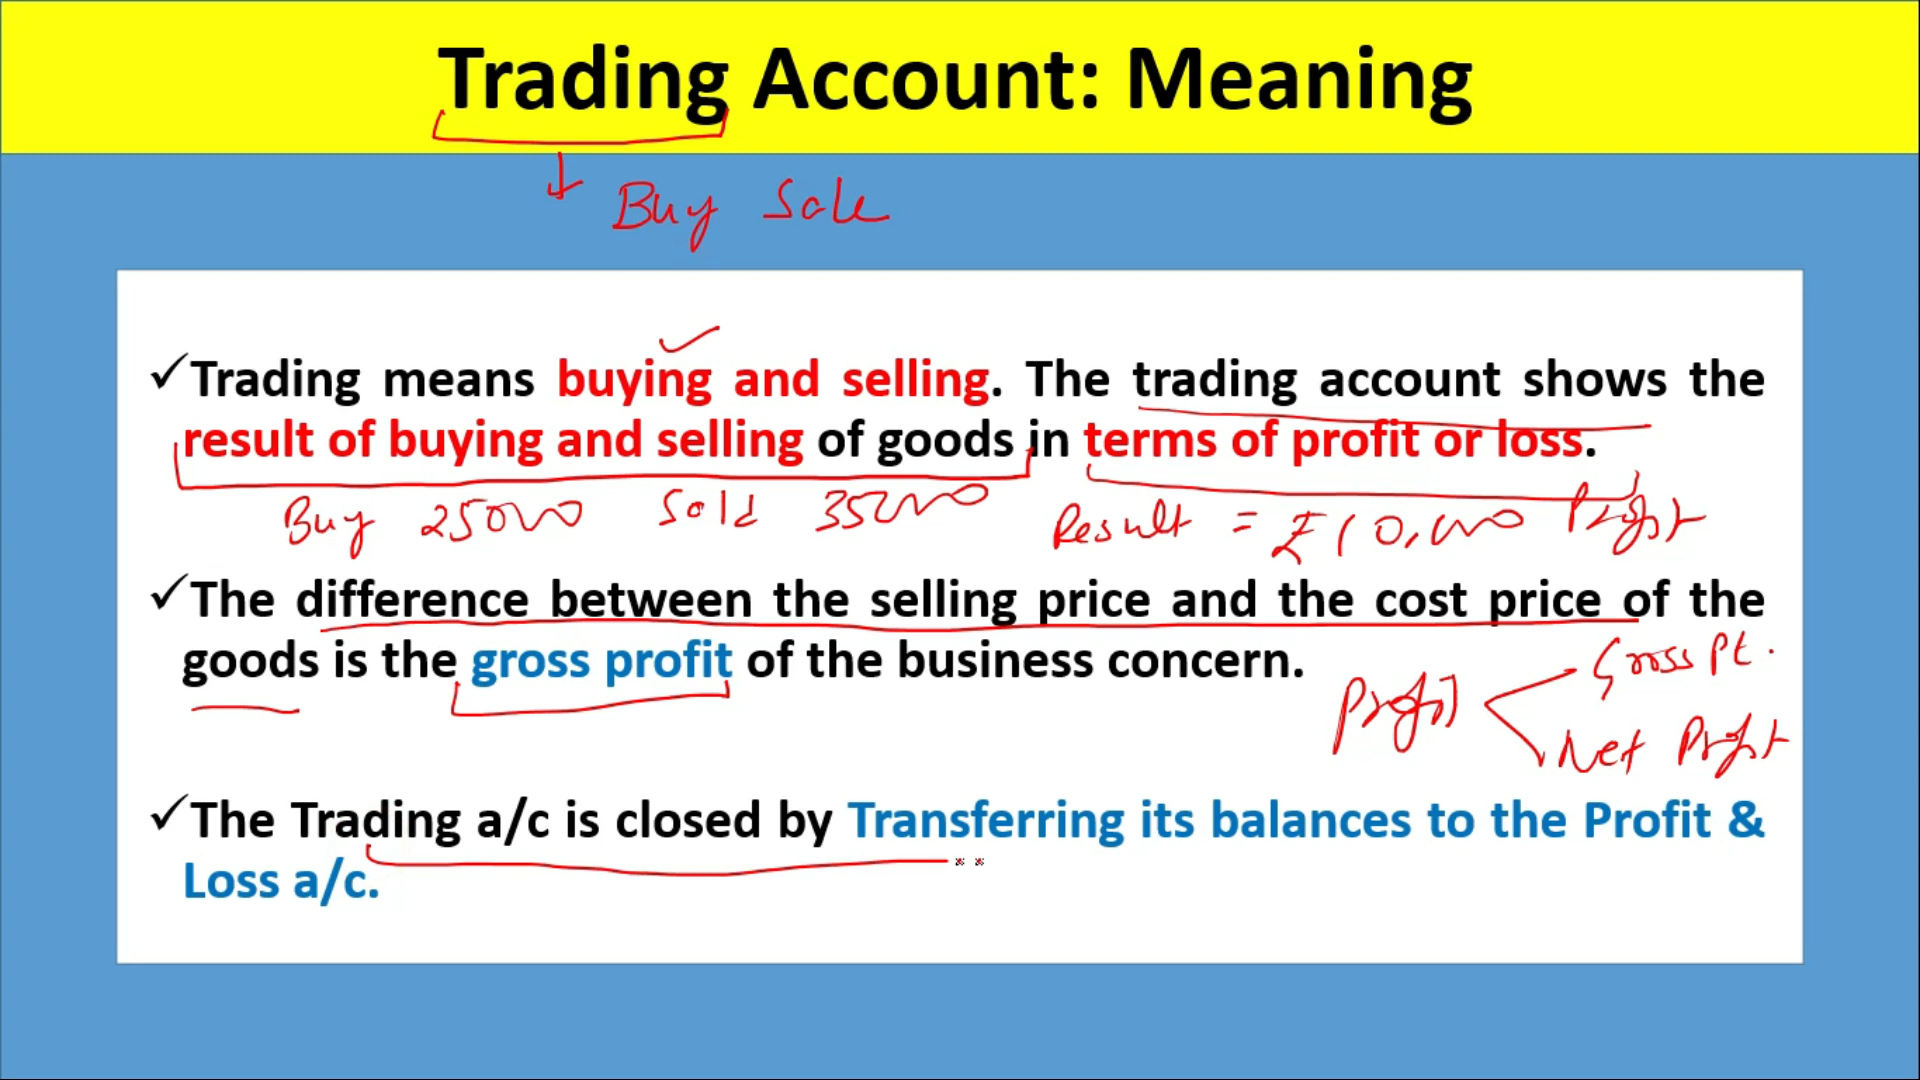 Trading Account: Meaning
Buy Sale
✓Trading means buying and selling. The trading account shows the
result of buying and selling of goods in terms of profit or loss.
Buy 25000 Sold 35000 Result = ₹10,000 Profit
✓The difference between the selling price and the cost price of the
goods is the gross profit of the business concern.
Profit Gross Pt.
Net Profit
✓The Trading a/c is closed by Transferring its balances to the Profit &
Loss a/c.